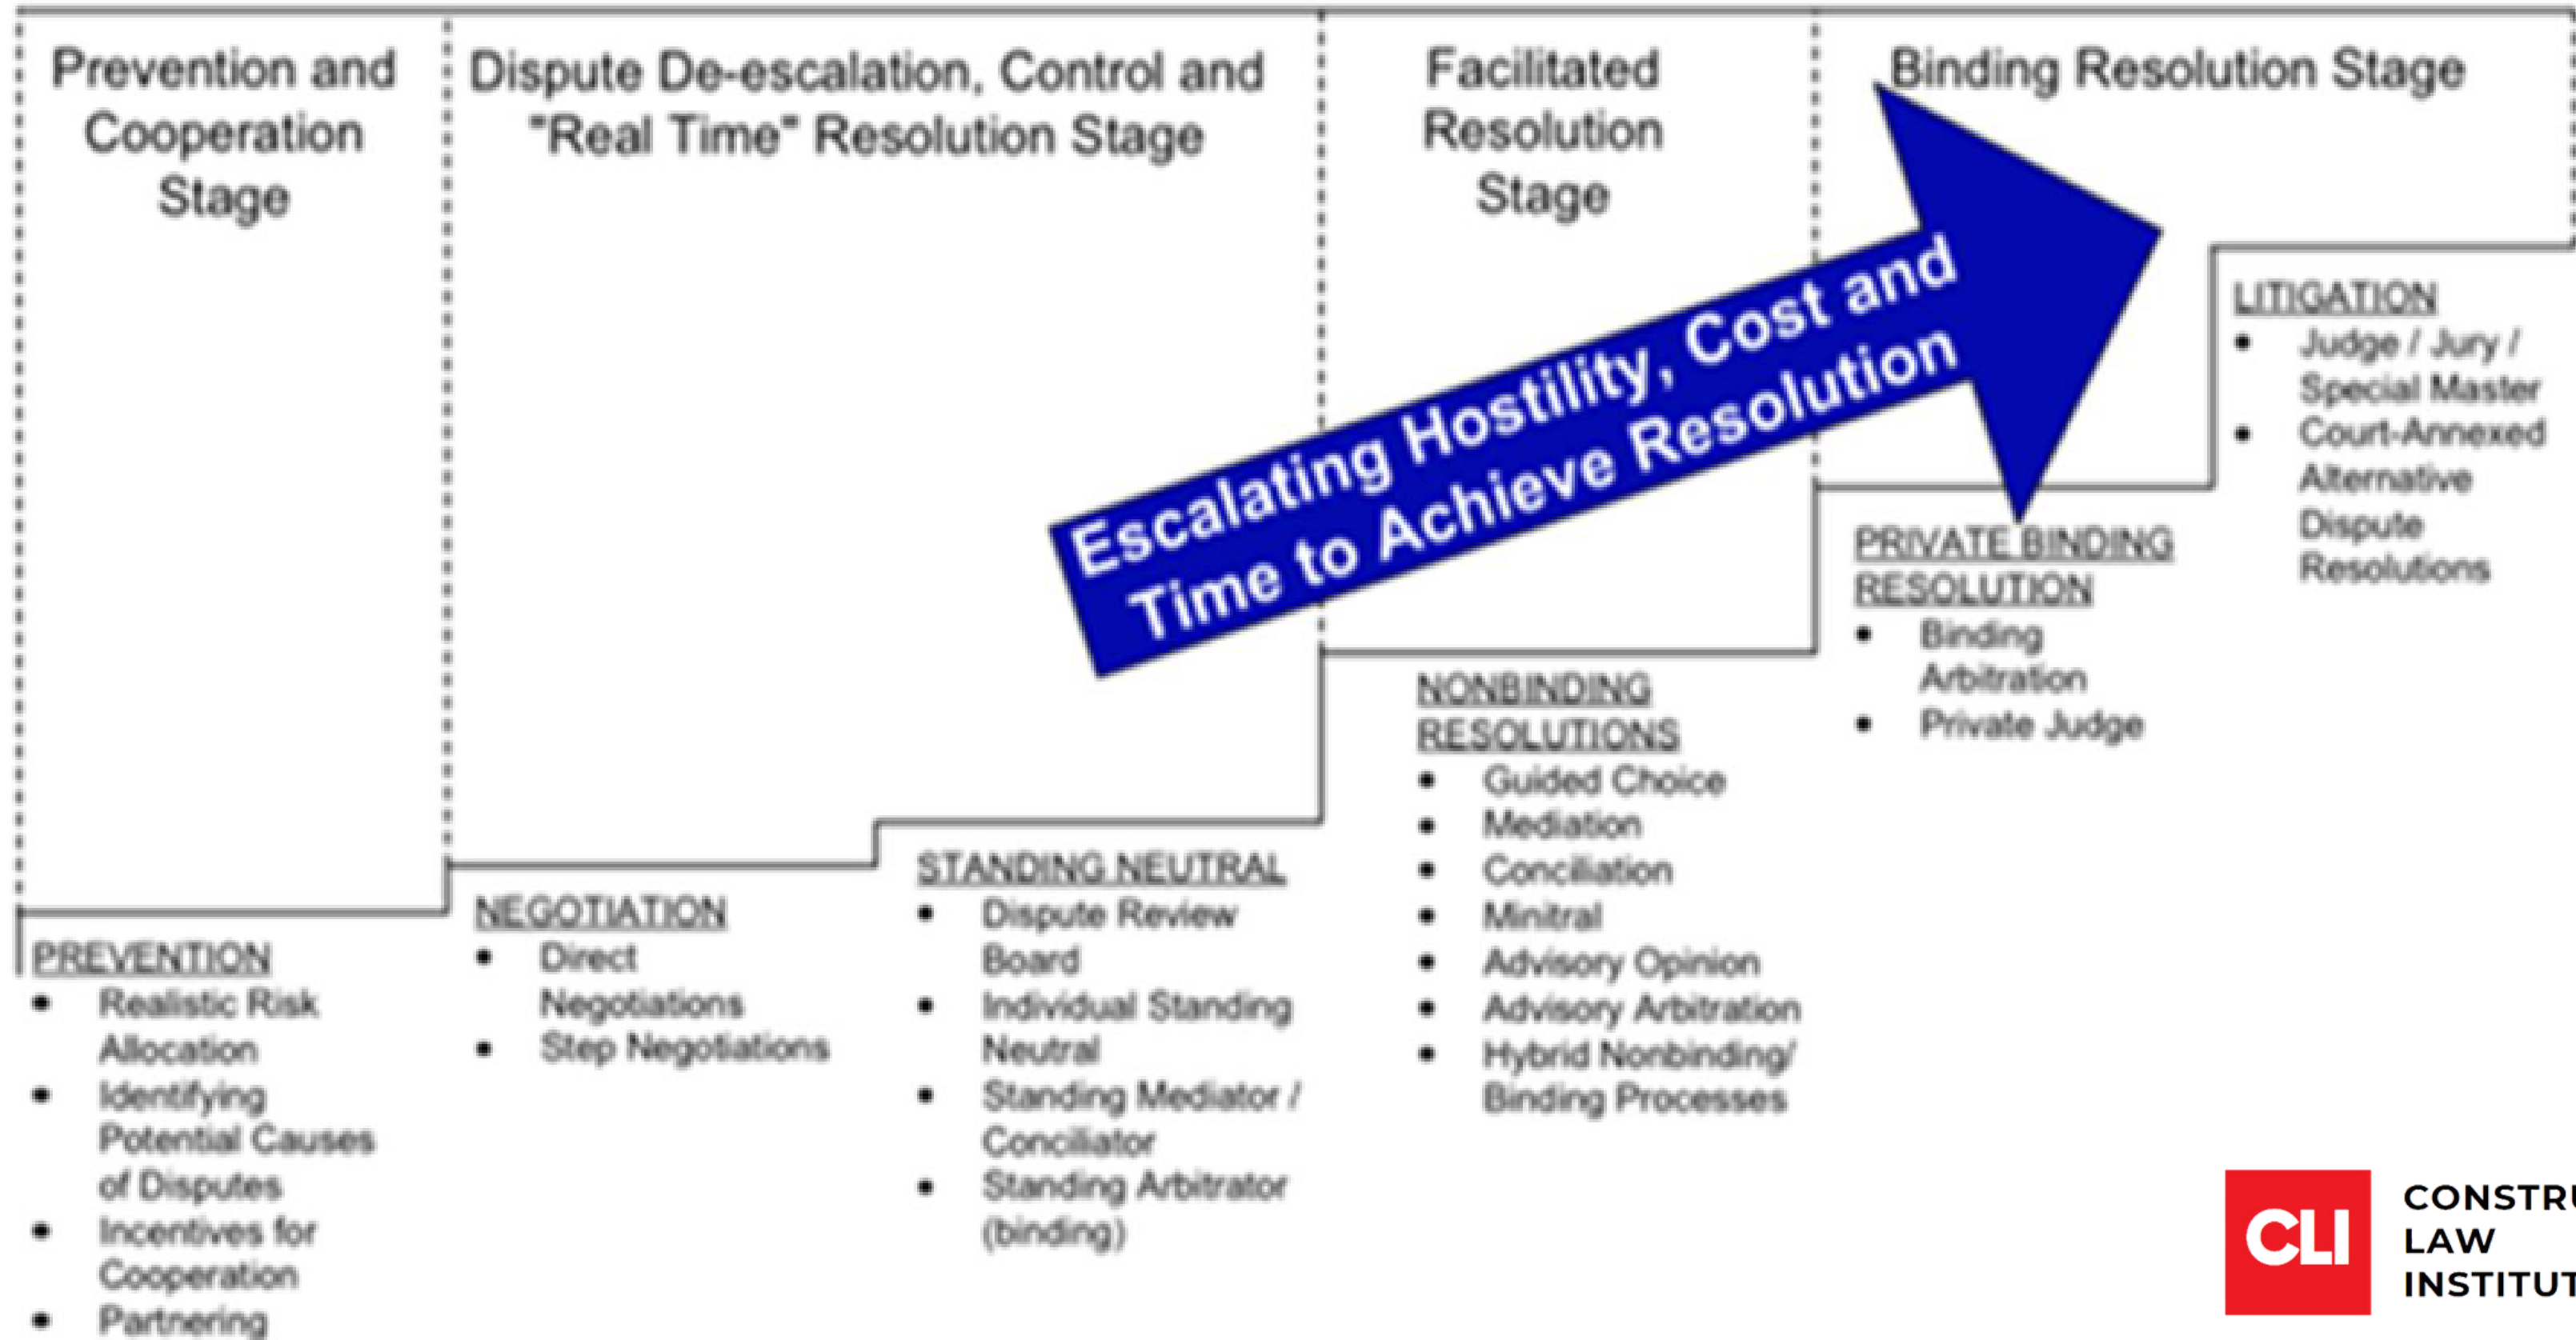 Prevention and
Cooperation
Stage
Dispute De-escalation, Control and
"Real Time" Resolution Stage
Facilitated
Resolution
Stage
Binding Resolution Stage
Escalating Hostility, Cost and
Time to Achieve Resolution
PREVENTION
• Realistic Risk
Allocation
• Identifying
Potential Causes
of Disputes
• Incentives for
Cooperation
• Partnering
NEGOTIATION
• Direct
Negotiations
• Step Negotiations
STANDING NEUTRAL
• Dispute Review
Board
• Individual Standing
Neutral
• Standing Mediator /
Conciliator
• Standing Arbitrator
(binding)
NONBINDING
RESOLUTIONS
• Guided Choice
• Mediation
• Conciliation
• Minitral
• Advisory Opinion
• Advisory Arbitration
• Hybrid Nonbinding/
Binding Processes
PRIVATE BINDING
RESOLUTION
• Binding
Arbitration
• Private Judge
LITIGATION
• Judge / Jury /
Special Master
• Court-Annexed
Alternative
Dispute
Resolutions
CLI
CONSTRU
LAW
INSTITUT